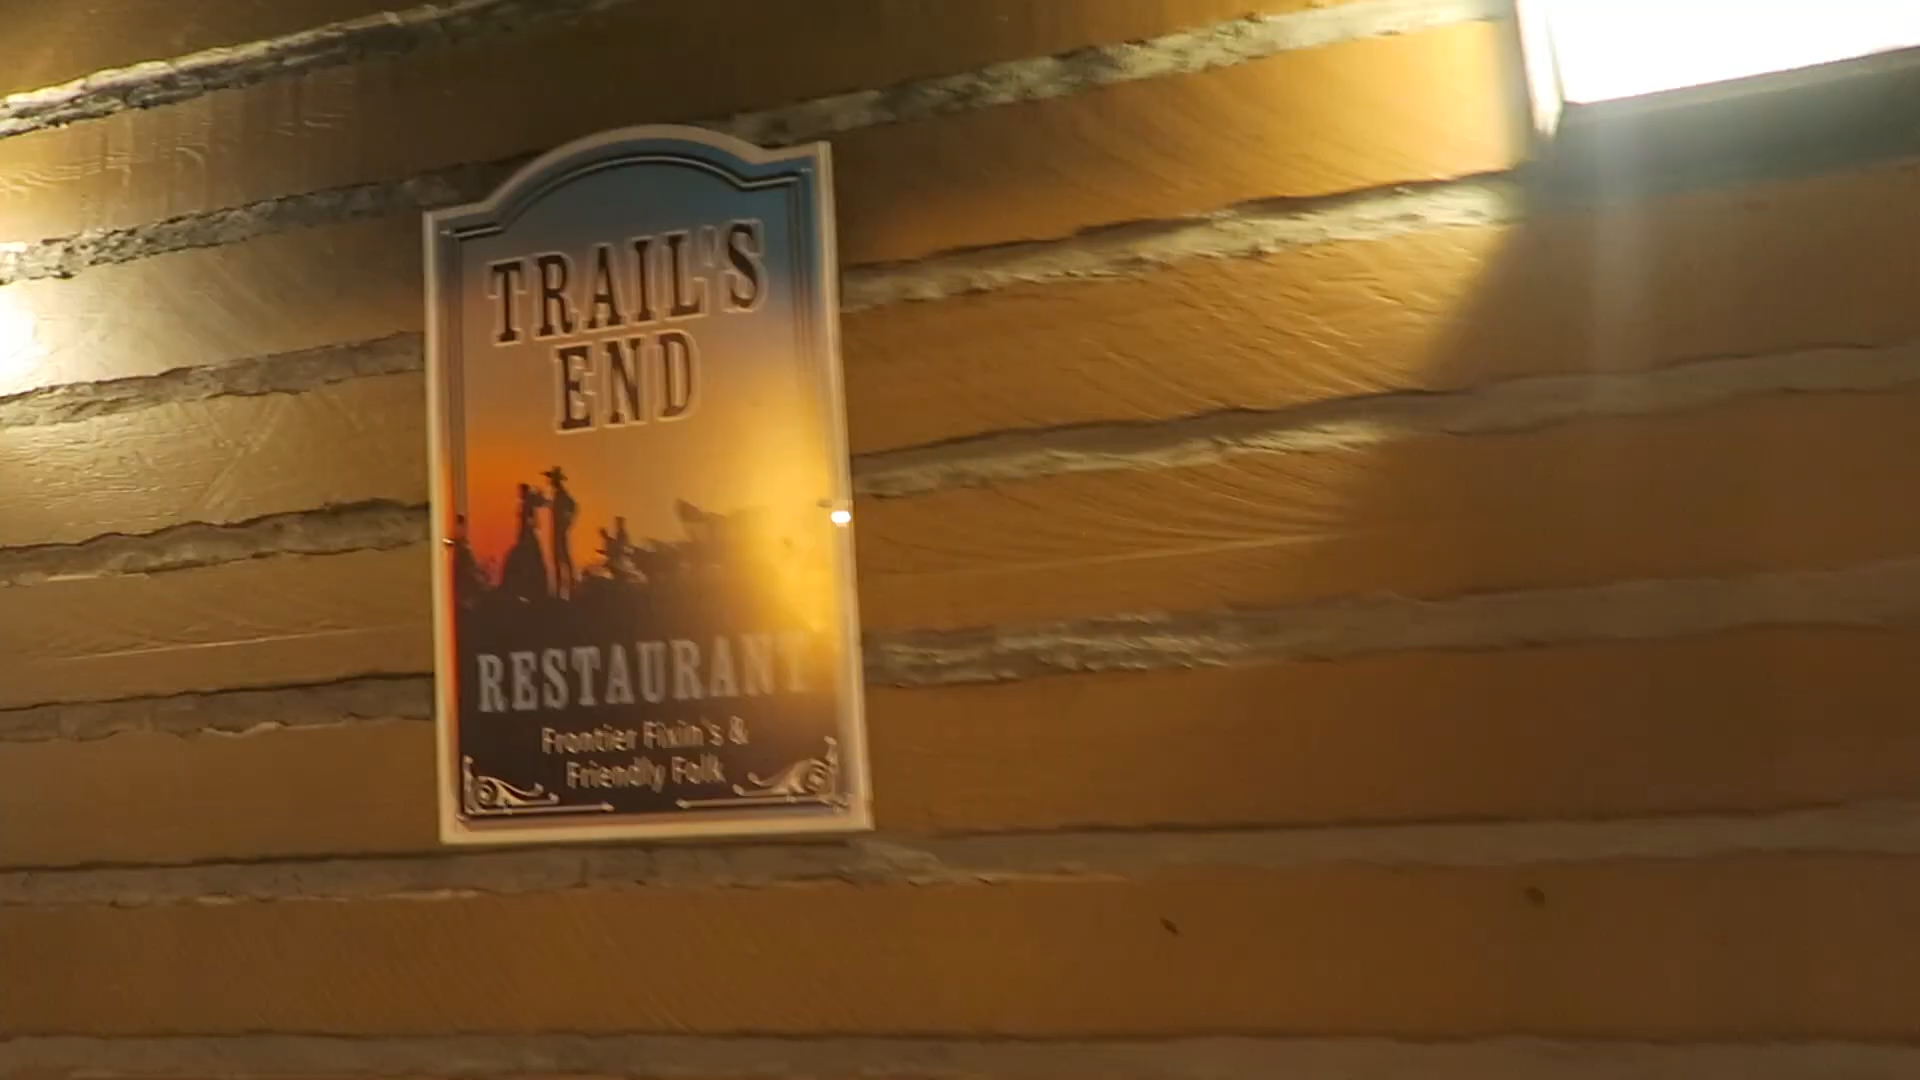 TRAIL'S
END
RESTAURANT
Frontier Fixin's &
Friendly Folk